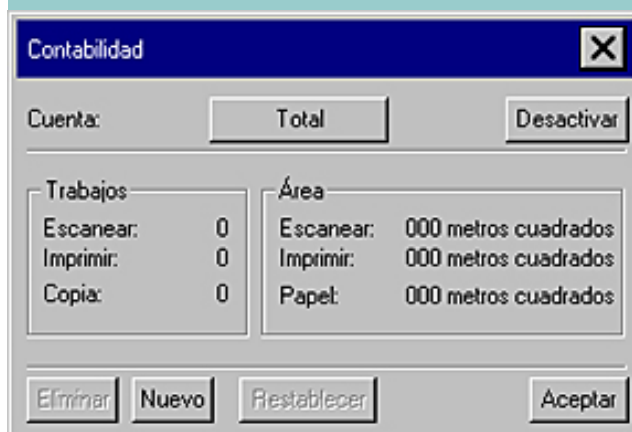 Contabilidad
Cuenta: Total Desactivar
Trabajos Área
Escanear: 0 Escanear: 000 metros cuadrados
Imprimir: 0 Imprimir: 000 metros cuadrados
Copia: 0 Papel: 000 metros cuadrados
Eliminar Nuevo Restablecer Aceptar